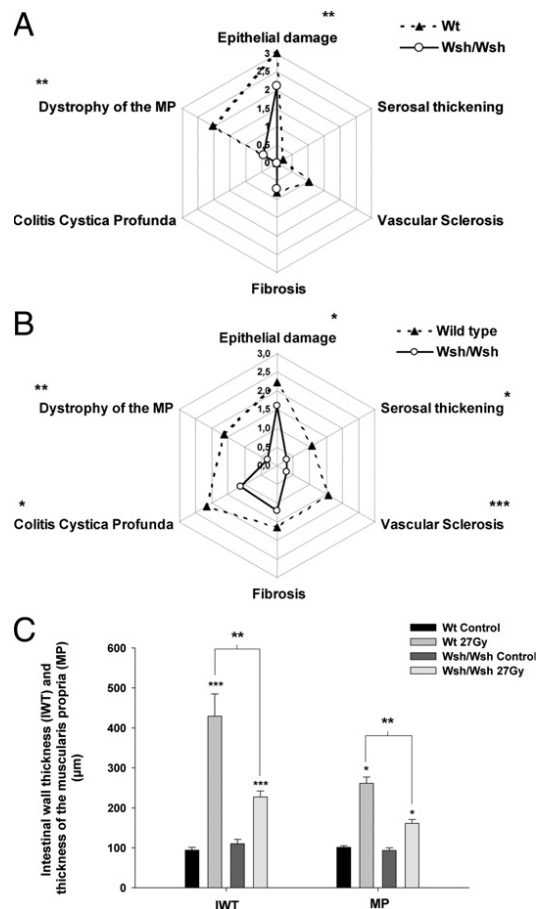 A
**
Epithelial damage
Wt
Wsh/Wsh
**
Dystrophy of the MP
Serosal thickening
3
2,5
2
1,5
1
0,5
0
Colitis Cystica Profunda
Vascular Sclerosis
Fibrosis
B
*
Epithelial damage
Wild type
Wsh/Wsh
**
Dystrophy of the MP
Serosal thickening*
3,0
2,5
2,0
1,5
1,0
0,5
0,0
*
Colitis Cystica Profunda
Vascular Sclerosis***
Fibrosis
C
Wt Control
Wt 27Gy
Wsh/Wsh Control
Wsh/Wsh 27Gy
Intestinal wall thickness (IWT) and
thickness of the muscularis propria (MP)
(µm)
600
500
400
300
200
100
0
**
***
***
**
*
*
IWT
MP